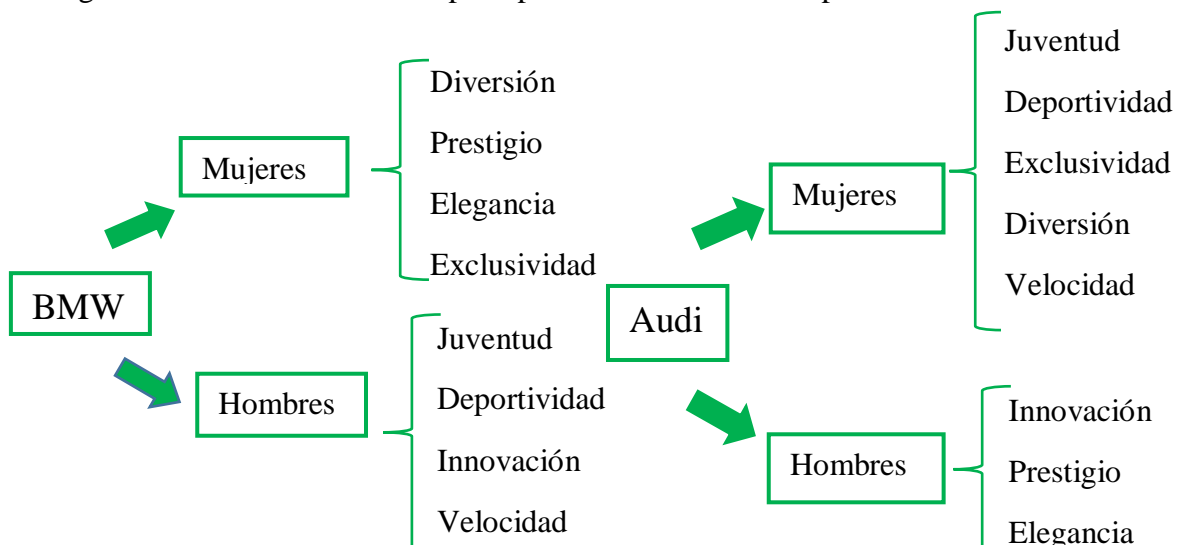 BMW
Mujeres
Diversión
Prestigio
Elegancia
Exclusividad
Hombres
Juventud
Deportividad
Innovación
Velocidad
Audi
Mujeres
Juventud
Deportividad
Exclusividad
Diversión
Velocidad
Hombres
Innovación
Prestigio
Elegancia